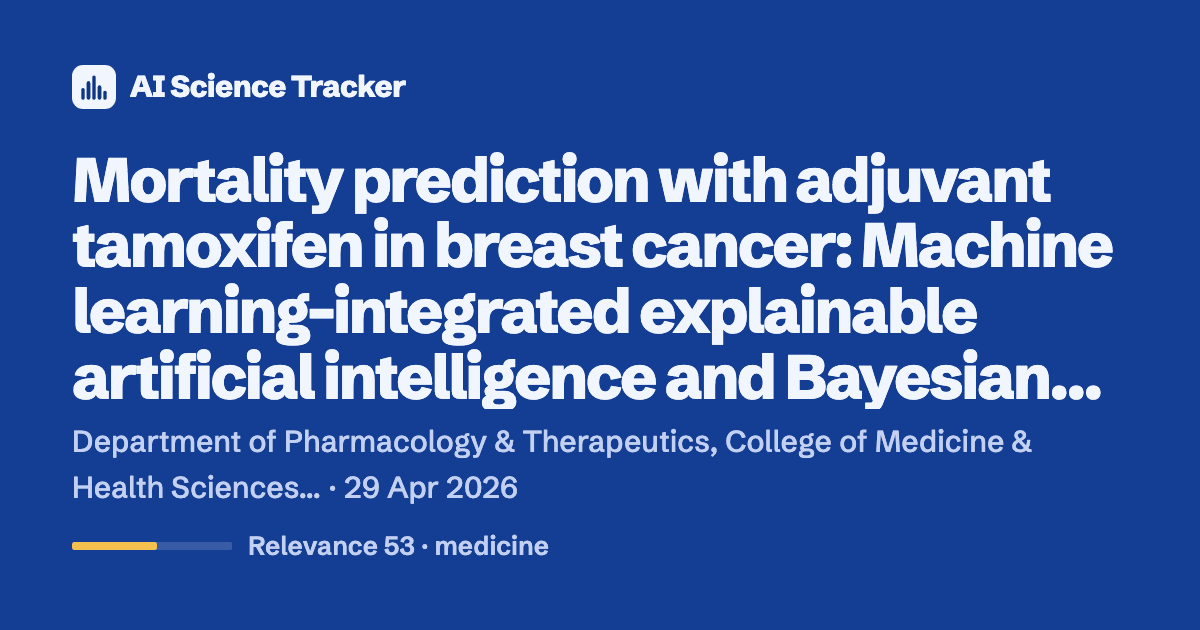 AI Science Tracker
Mortality prediction with adjuvant
tamoxifen in breast cancer: Machine
learning-integrated explainable
artificial intelligence and Bayesian...
Department of Pharmacology & Therapeutics, College of Medicine &
Health Sciences... · 29 Apr 2026
Relevance 53 · medicine